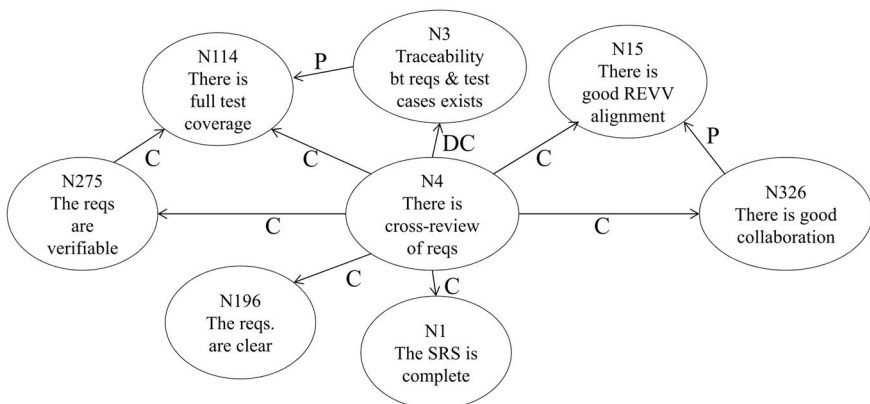 N114
There is
full test
coverage
P
N3
Traceability
bt reqs & test
cases exists
N15
There is
good REVV
alignment
C
C
DC
C
P
N275
The reqs
are
verifiable
C
N4
There is
cross-review
of reqs
C
N326
There is good
collaboration
C
C
N196
The reqs.
are clear
N1
The SRS is
complete